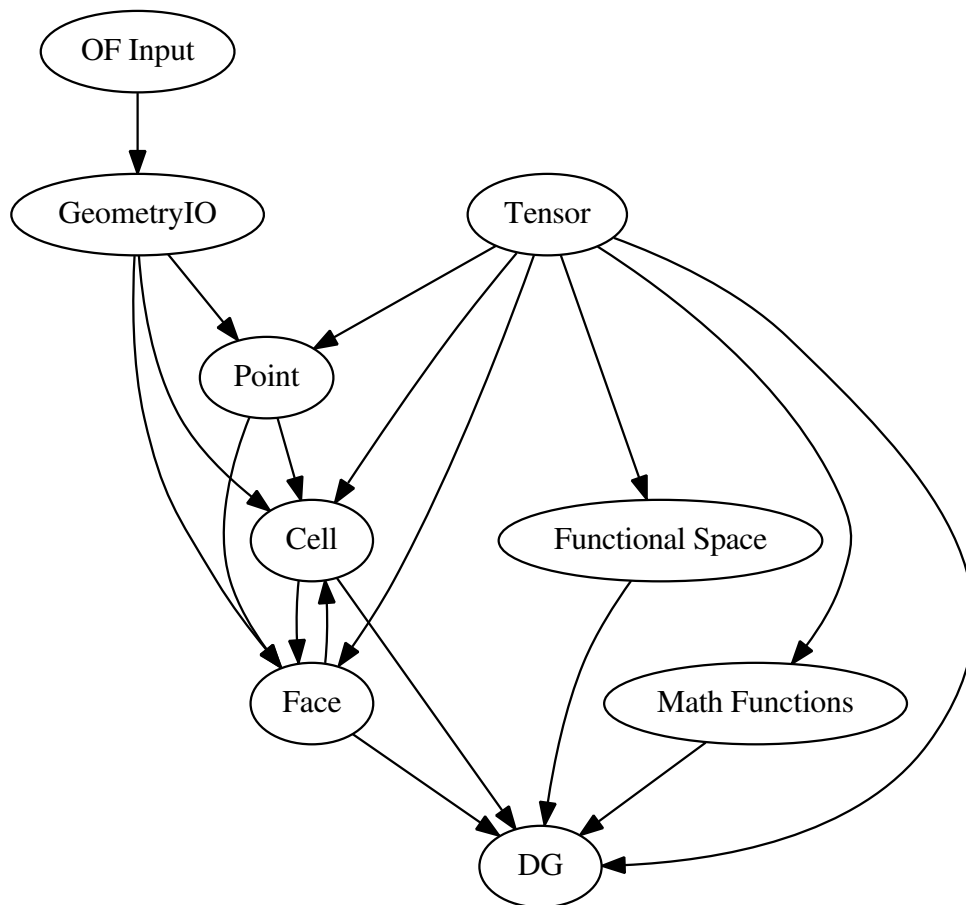 OF Input
GeometryIO
Tensor
Point
Cell
Functional Space
Face
Math Functions
DG